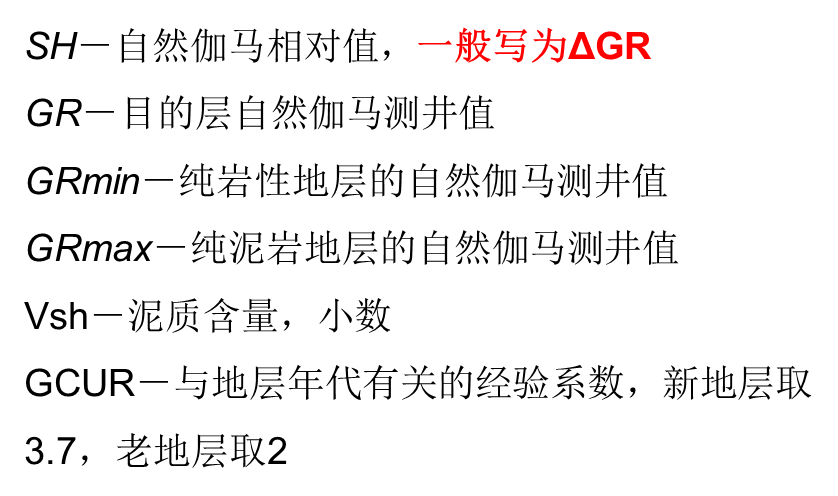 SH－自然伽马相对值，一般写为ΔGR
GR－目的层自然伽马测井值
GRmin－纯岩性地层的自然伽马测井值
GRmax－纯泥岩地层的自然伽马测井值
Vsh－泥质含量，小数
GCUR－与地层年代有关的经验系数，新地层取
3.7，老地层取2